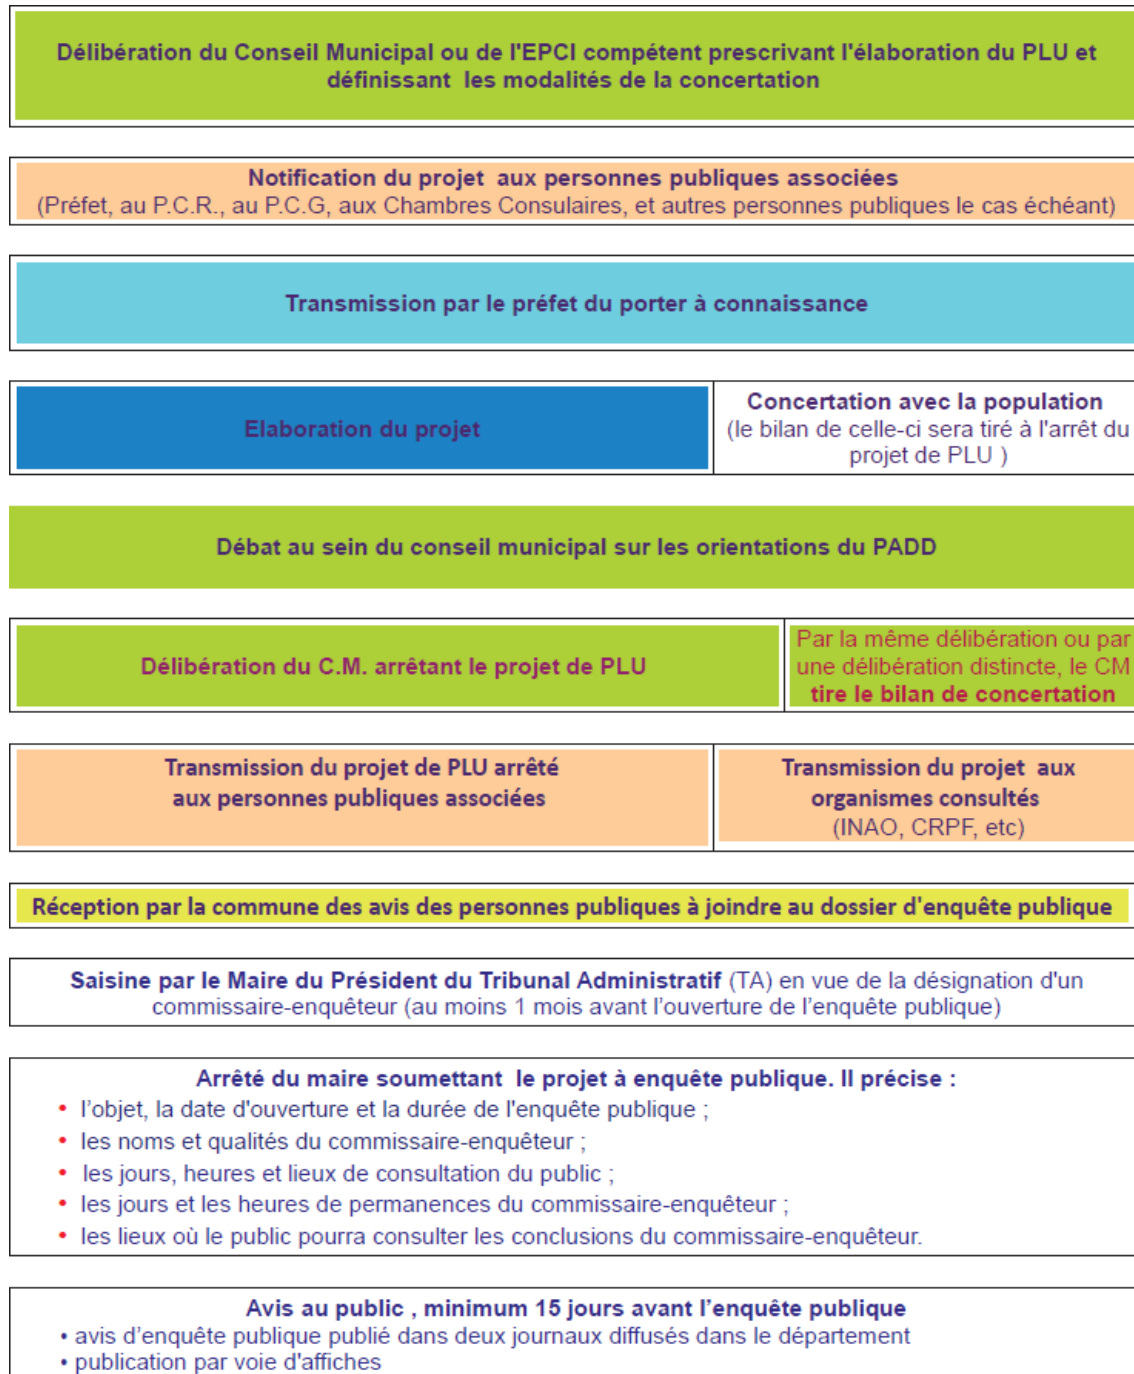 Délibération du Conseil Municipal ou de l'EPCI compétent prescrivant l'élaboration du PLU et
définissant les modalités de la concertation
Notification du projet aux personnes publiques associées
(Préfet, au P.C.R., au P.C.G, aux Chambres Consulaires, et autres personnes publiques le cas échéant)
Transmission par le préfet du porter à connaissance
Elaboration du projet
Concertation avec la population
(le bilan de celle-ci sera tiré à l'arrêt du
projet de PLU )
Débat au sein du conseil municipal sur les orientations du PADD
Délibération du C.M. arrêtant le projet de PLU
Par la même délibération ou par
une délibération distincte, le CM
tire le bilan de concertation
Transmission du projet de PLU arrêté
aux personnes publiques associées
Transmission du projet aux
organismes consultés
(INAO, CRPF, etc)
Réception par la commune des avis des personnes publiques à joindre au dossier d'enquête publique
Saisine par le Maire du Président du Tribunal Administratif (TA) en vue de la désignation d'un
commissaire-enquêteur (au moins 1 mois avant l'ouverture de l'enquête publique)
Arrêté du maire soumettant le projet à enquête publique. Il précise :
• l'objet, la date d'ouverture et la durée de l'enquête publique ;
• les noms et qualités du commissaire-enquêteur ;
• les jours, heures et lieux de consultation du public ;
• les jours et les heures de permanences du commissaire-enquêteur ;
• les lieux où le public pourra consulter les conclusions du commissaire-enquêteur.
Avis au public , minimum 15 jours avant l'enquête publique
• avis d'enquête publique publié dans deux journaux diffusés dans le département
• publication par voie d'affiches